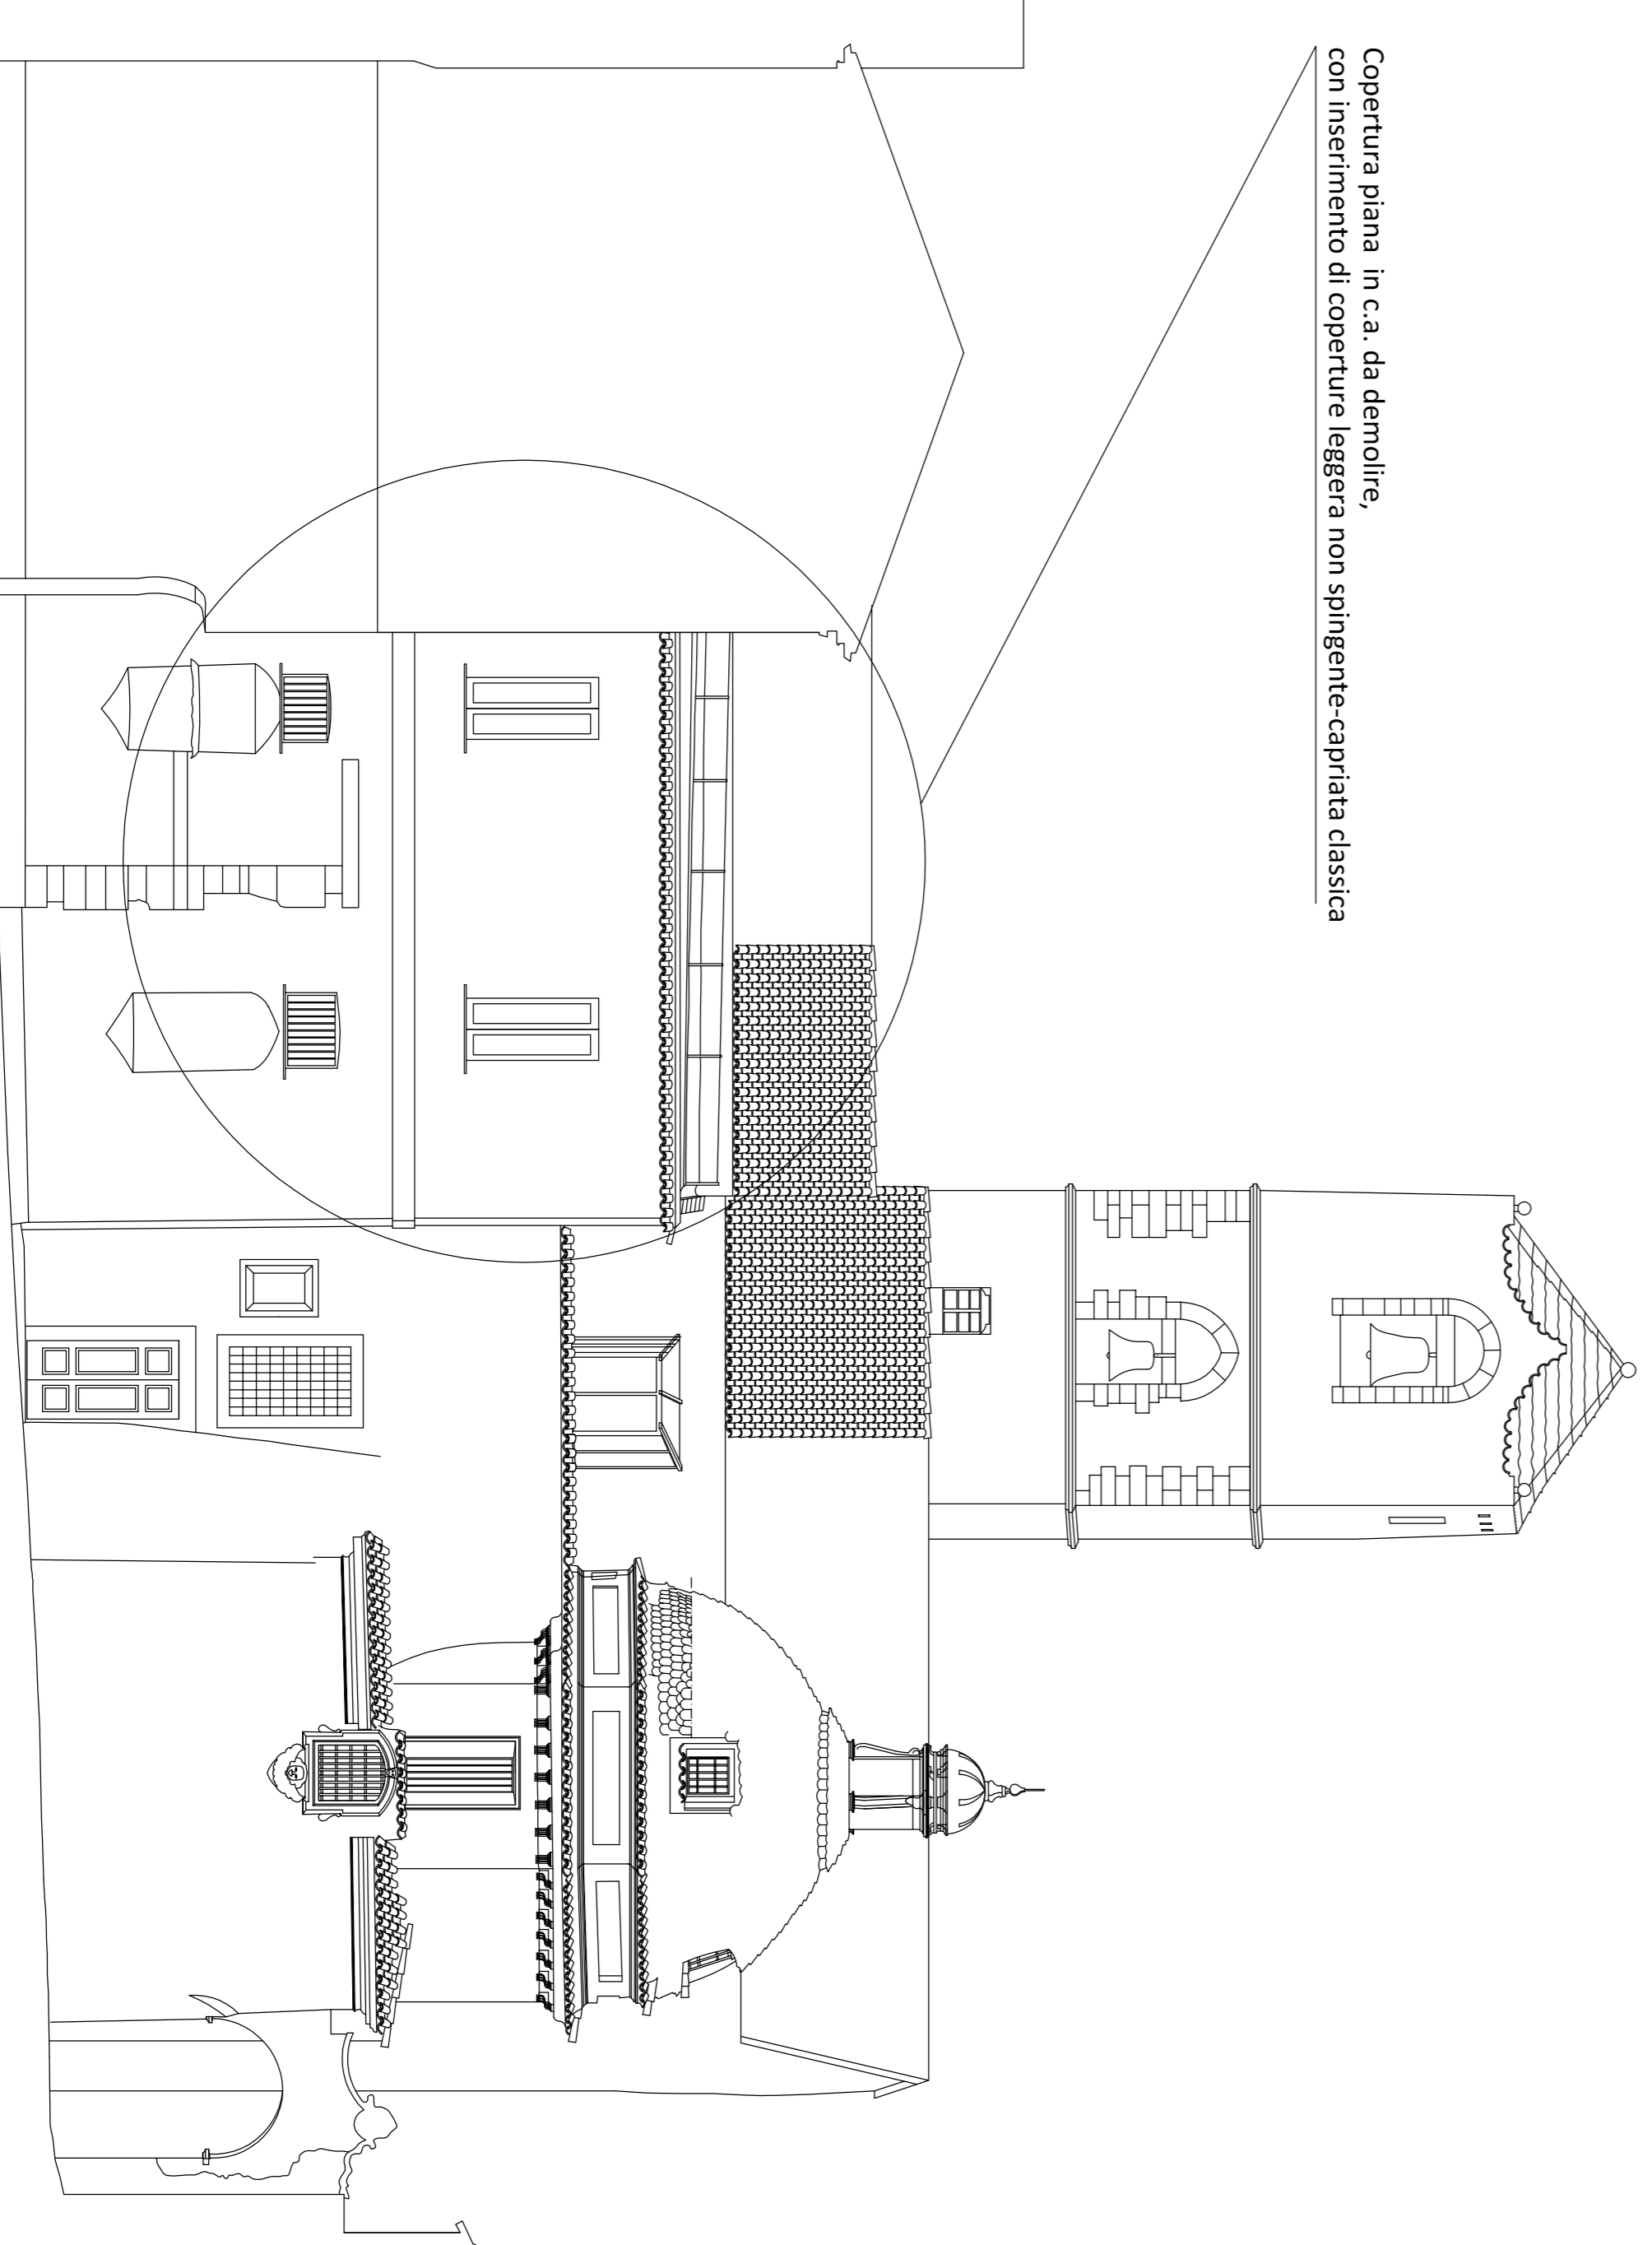 Copertura piana in c.a. da demolire,
con inserimento di coperture leggera non spingente-capriata classica